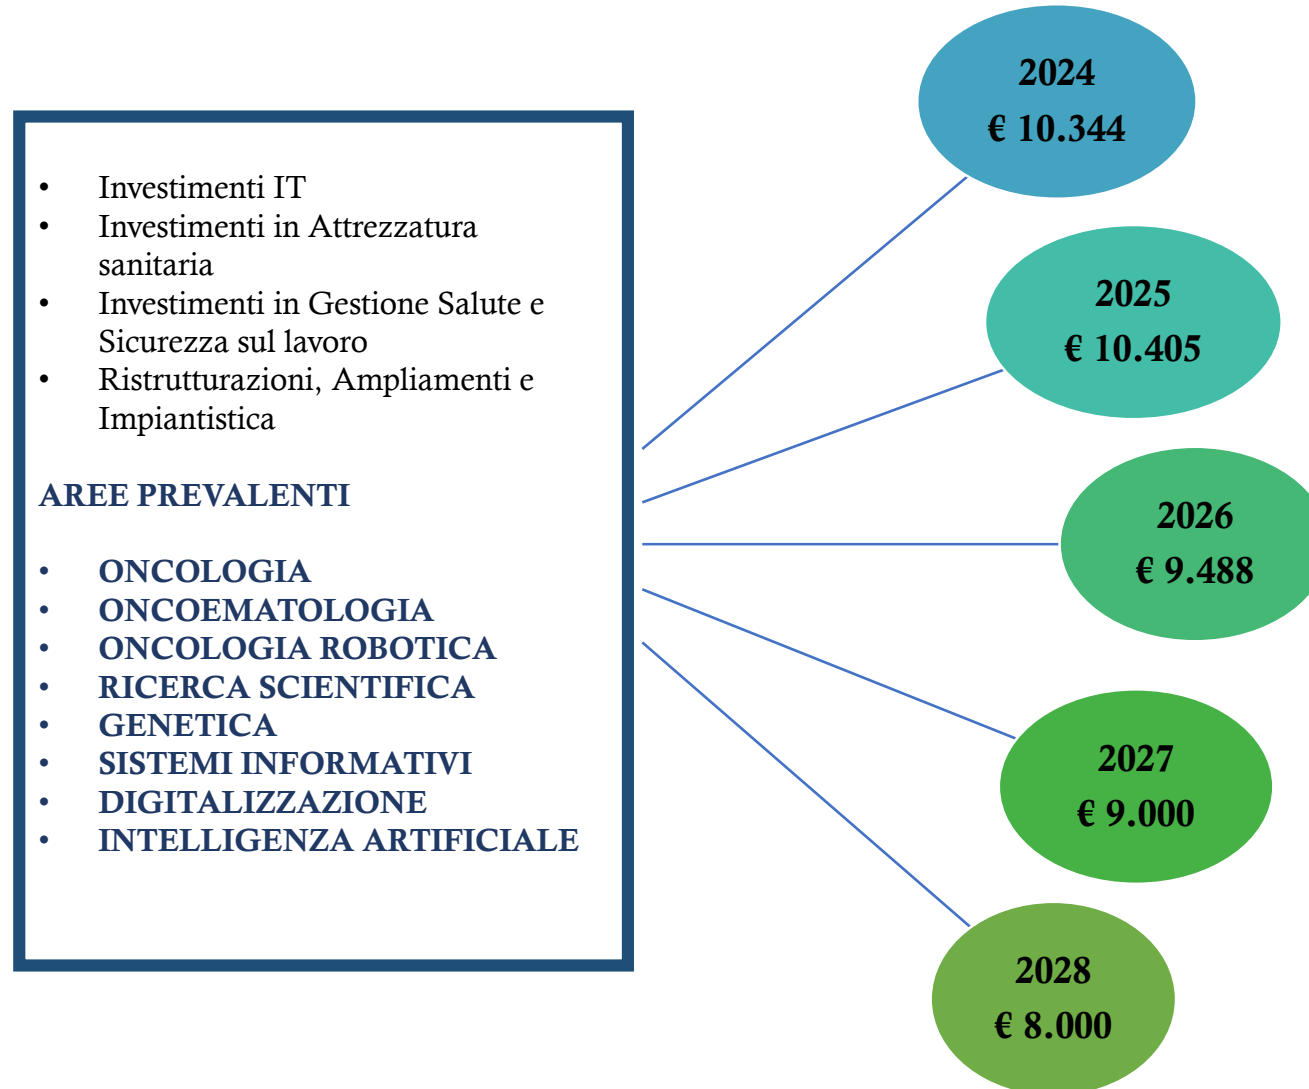 • Investimenti IT
• Investimenti in Attrezzatura
sanitaria
• Investimenti in Gestione Salute e
Sicurezza sul lavoro
• Ristrutturazioni, Ampliamenti e
Impiantistica
AREE PREVALENTI
• ONCOLOGIA
• ONCOEMATOLOGIA
• ONCOLOGIA ROBOTICA
• RICERCA SCIENTIFICA
• GENETICA
• SISTEMI INFORMATIVI
• DIGITALIZZAZIONE
• INTELLIGENZA ARTIFICIALE
2024
€ 10.344
2025
€ 10.405
2026
€ 9.488
2027
€ 9.000
2028
€ 8.000